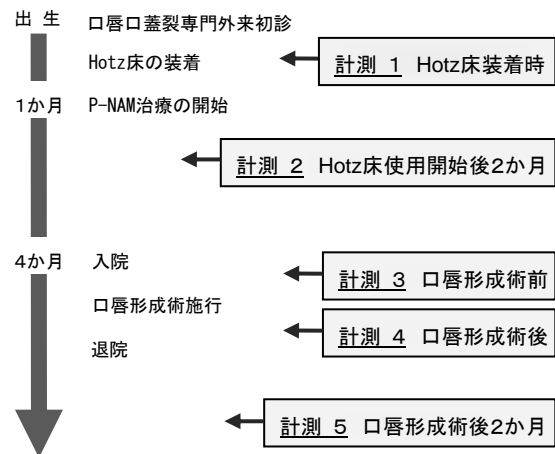 出 生 口唇口蓋裂専門外来初診
Hotz床の装着
計測 1 Hotz床装着時
1か月 P-NAM治療の開始
計測 2 Hotz床使用開始後2か月
4か月 入院
計測 3 口唇形成術前
口唇形成術施行
計測 4 口唇形成術後
退院
計測 5 口唇形成術後2か月